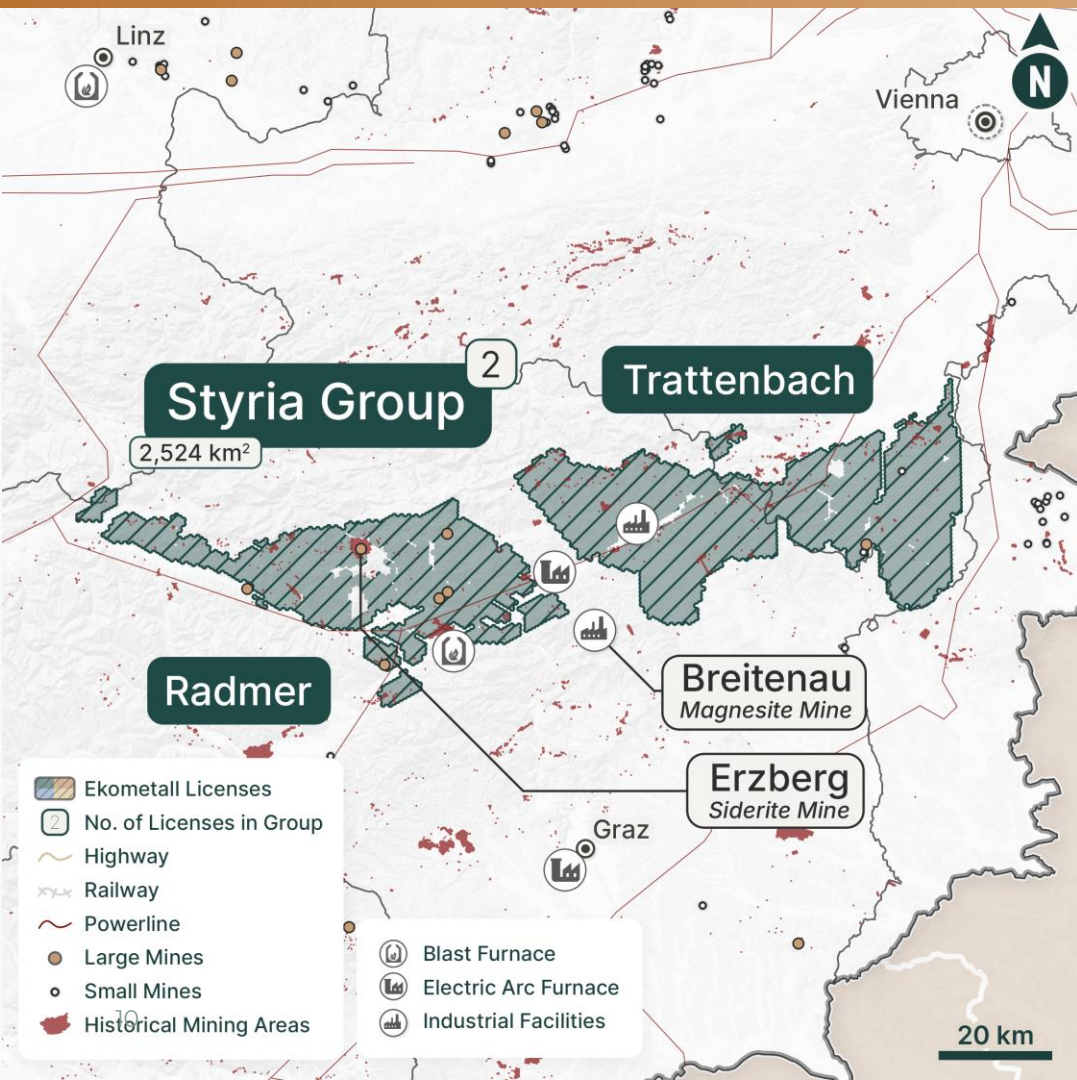 Linz
N
Vienna
2
Styria Group
Trattenbach
2,524 km²
Radmer
Breitenau
Magnesite Mine
Erzberg
Siderite Mine
Graz
Ekometall Licenses
2
No. of Licenses in Group
Highway
Railway
Powerline
Large Mines
Small Mines
Historical Mining Areas
10
Blast Furnace
Electric Arc Furnace
Industrial Facilities
20 km